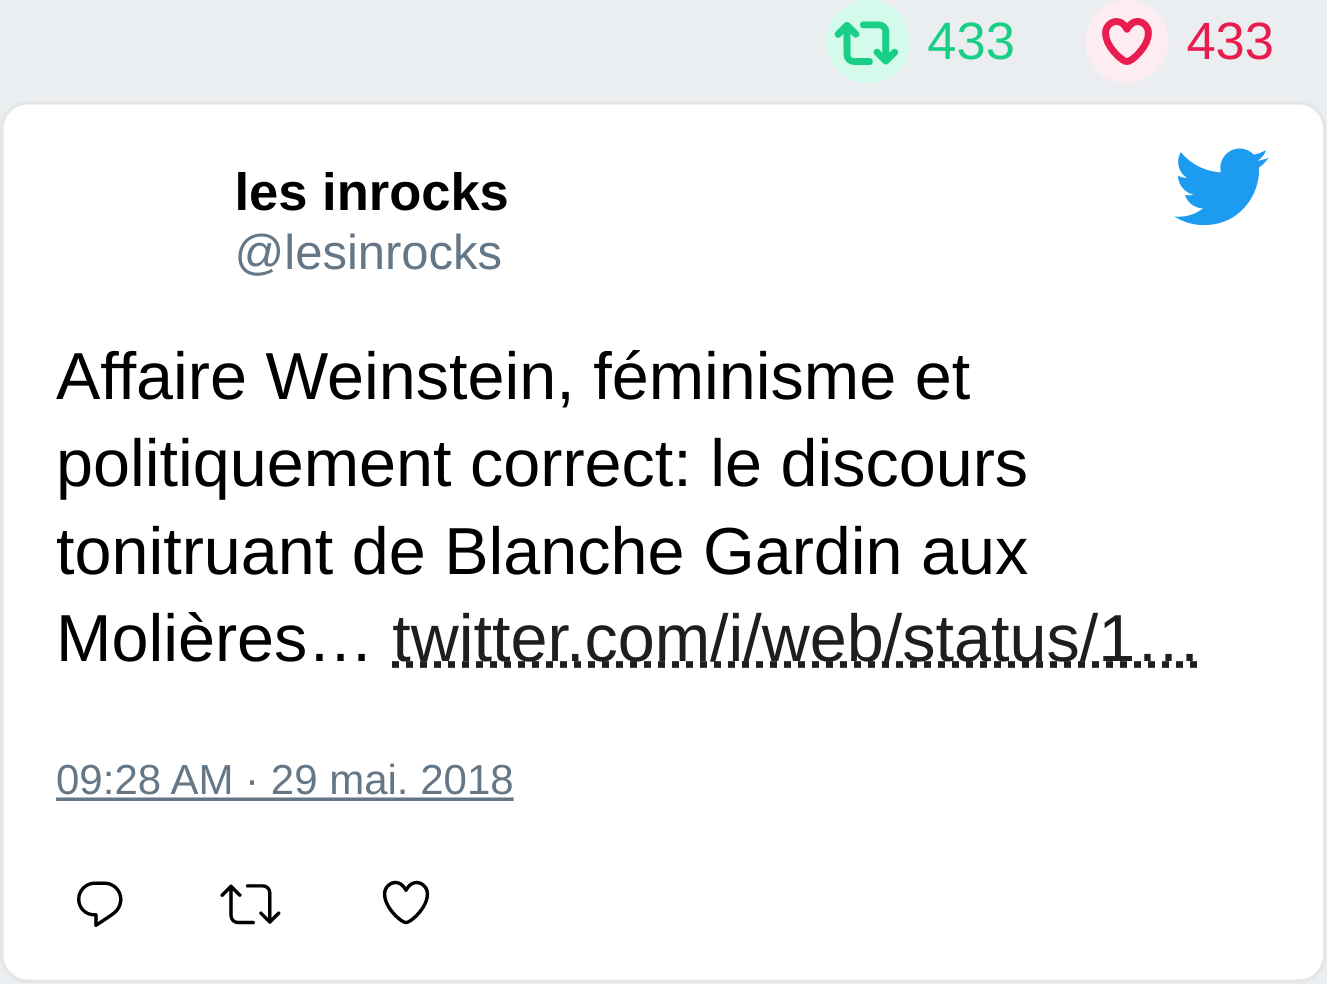 433 433
les inrocks
@lesinrocks
Affaire Weinstein, féminisme et
politiquement correct: le discours
tonitruant de Blanche Gardin aux
Molières… twitter.com/i/web/status/1…
09:28 AM · 29 mai. 2018